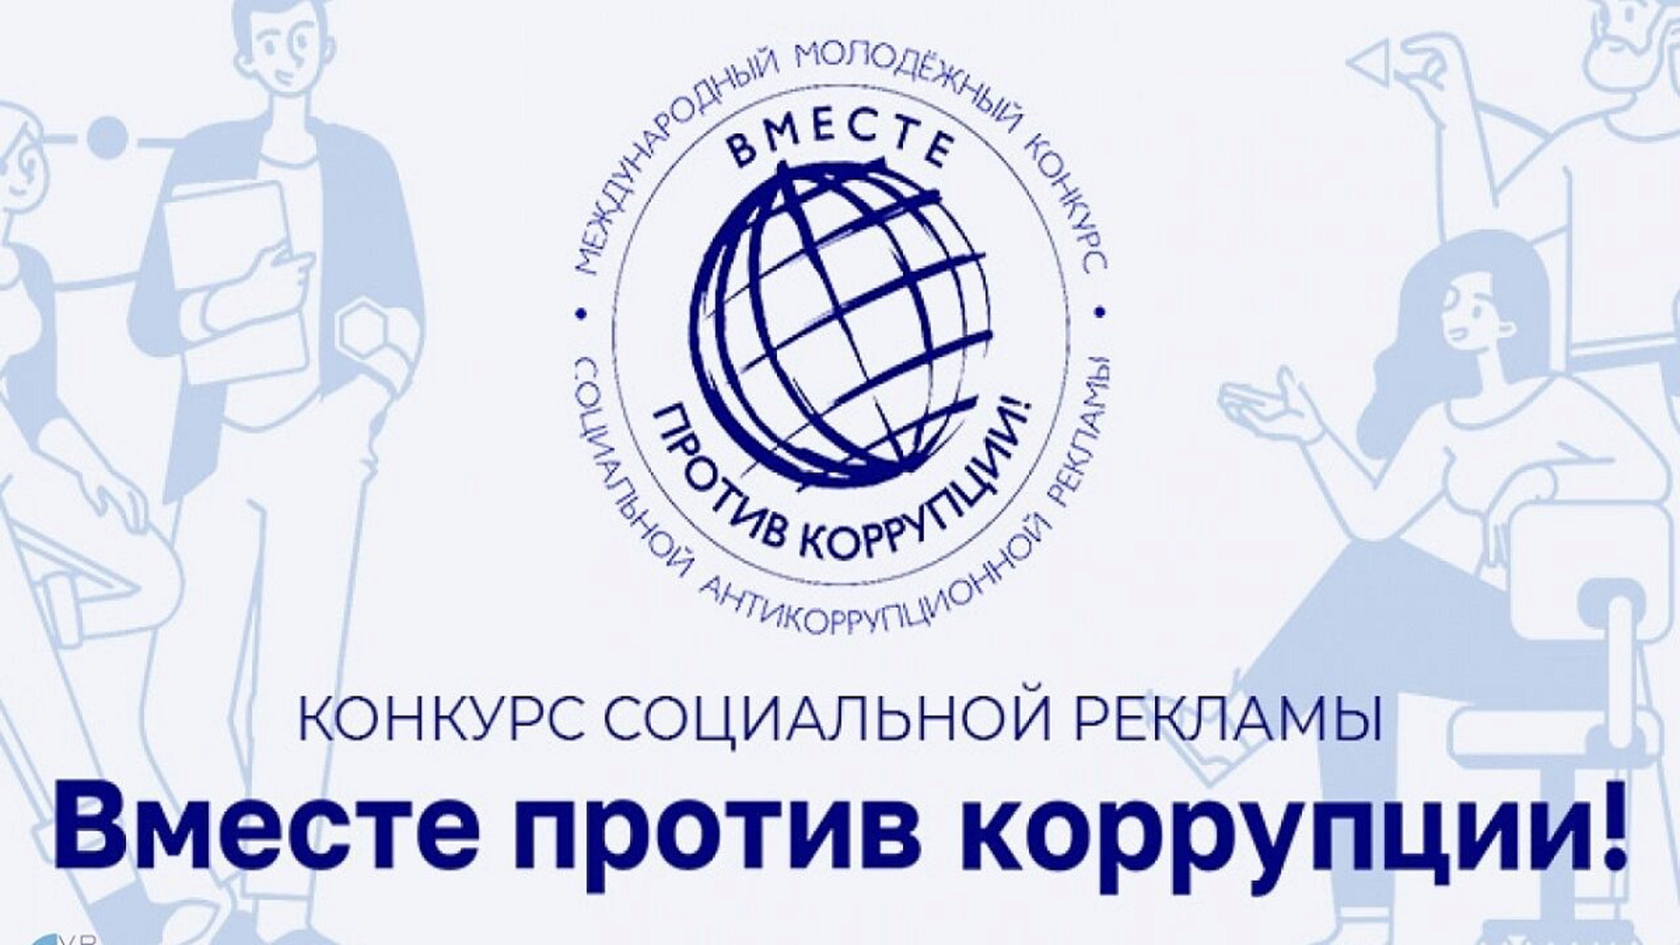 МЕЖДУНАРОДНЫЙ МОЛОДЁЖНЫЙ КОНКУРС
ВМЕСТЕ
ПРОТИВ КОРРУПЦИИ!
СОЦИАЛЬНОЙ АНТИКОРРУПЦИОННОЙ РЕКЛАМЫ
КОНКУРС СОЦИАЛЬНОЙ РЕКЛАМЫ
Вместе против коррупции!